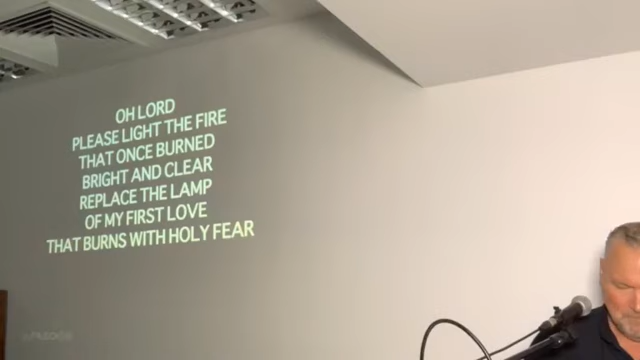 OH LORD
PLEASE LIGHT THE FIRE
THAT ONCE BURNED
BRIGHT AND CLEAR
REPLACE THE LAMP
OF MY FIRST LOVE
THAT BURNS WITH HOLY FEAR